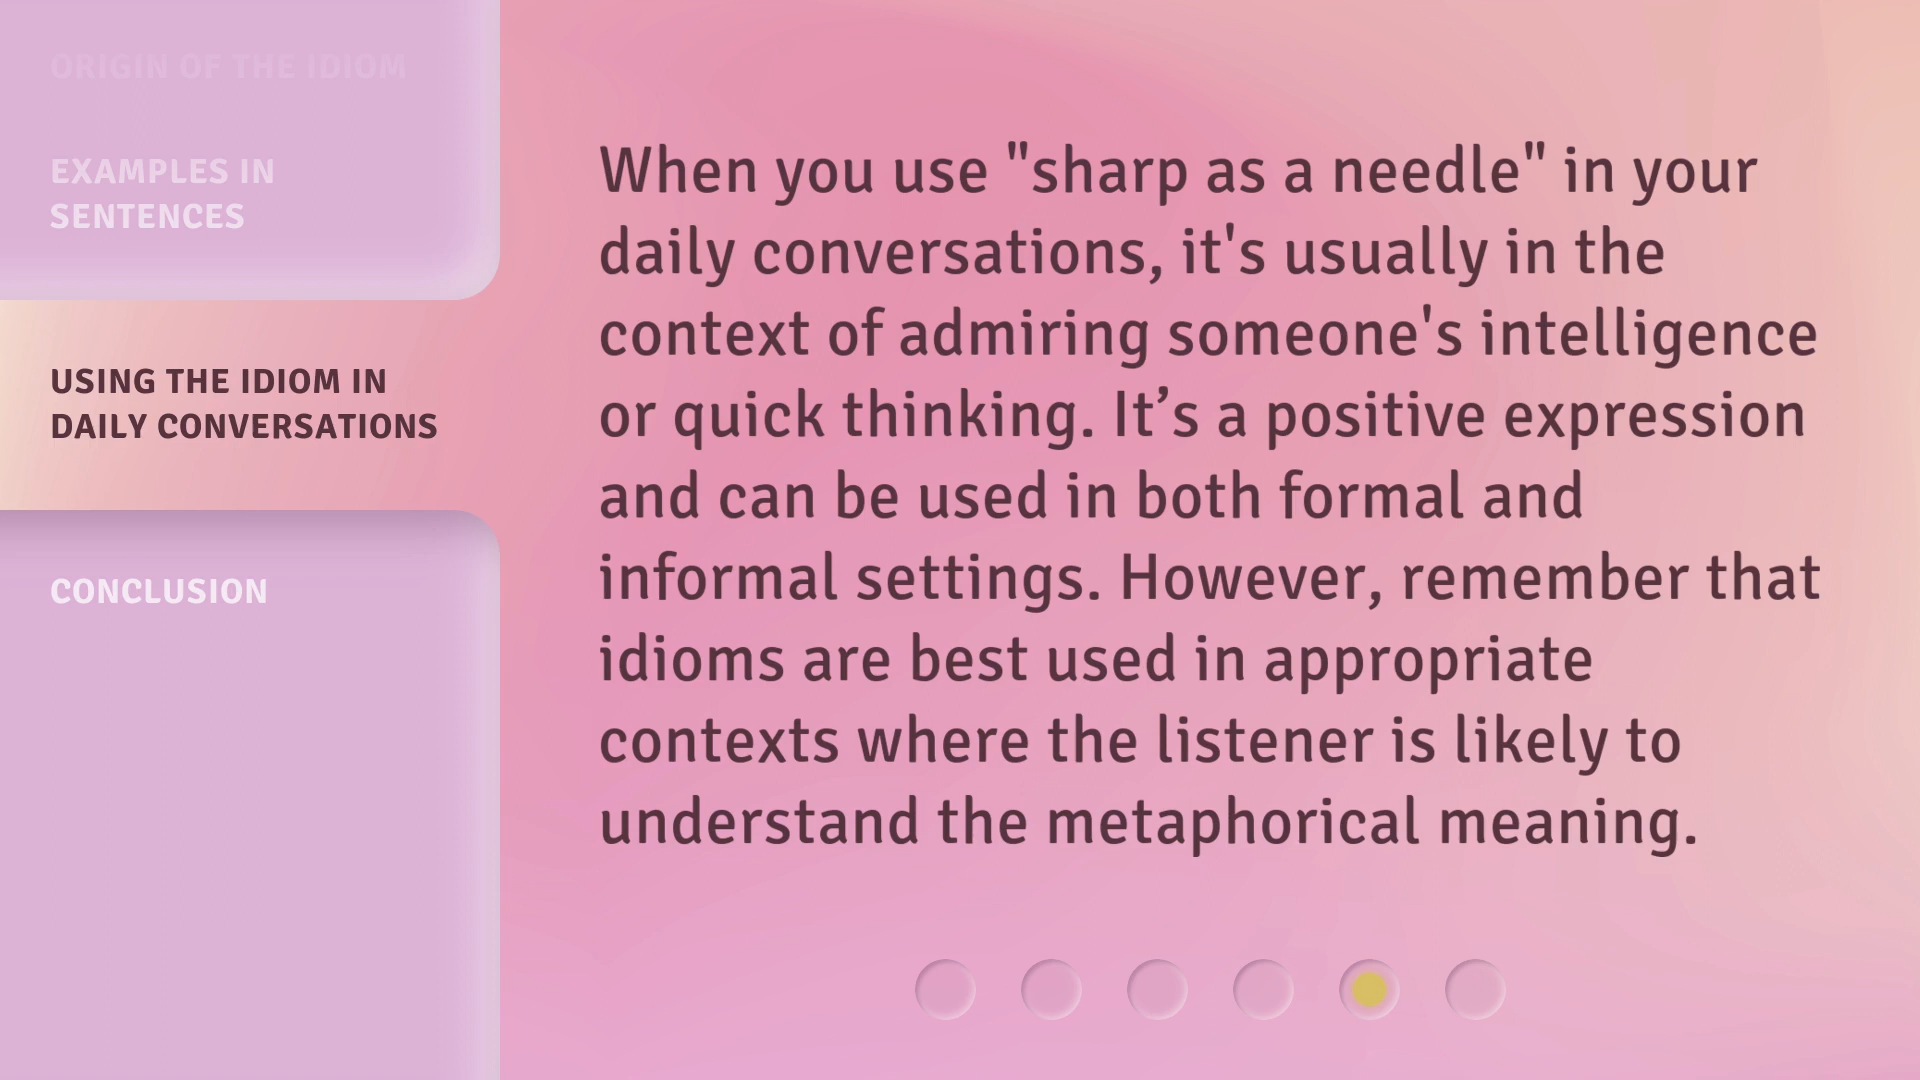 ORIGIN OF THE IDIOM
EXAMPLES IN
SENTENCES
USING THE IDIOM IN
DAILY CONVERSATIONS
CONCLUSION
When you use "sharp as a needle" in your
daily conversations, it's usually in the
context of admiring someone's intelligence
or quick thinking. It’s a positive expression
and can be used in both formal and
informal settings. However, remember that
idioms are best used in appropriate
contexts where the listener is likely to
understand the metaphorical meaning.